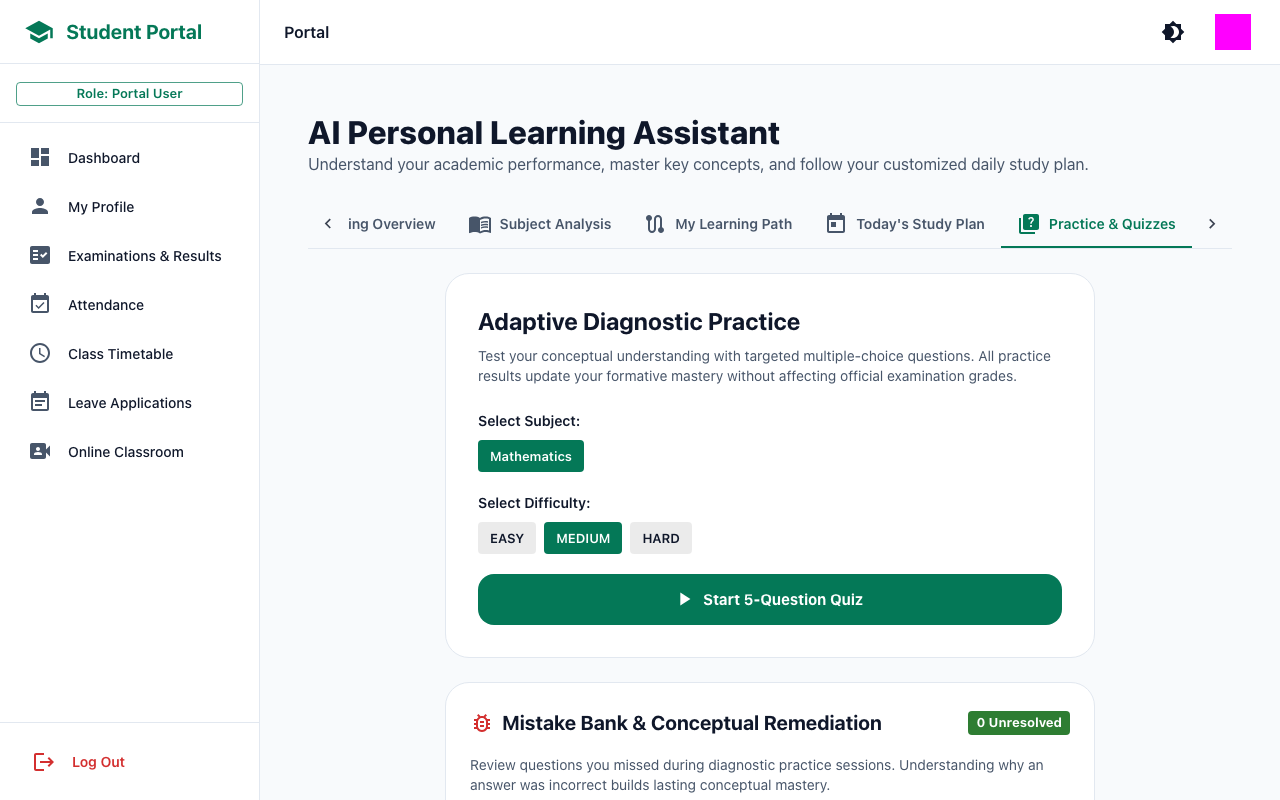 Student Portal
Portal
Role: Portal User
Dashboard
My Profile
Examinations & Results
Attendance
Class Timetable
Leave Applications
Online Classroom
Log Out
AI Personal Learning Assistant
Understand your academic performance, master key concepts, and follow your customized daily study plan.
ing Overview
Subject Analysis
My Learning Path
Today's Study Plan
Practice & Quizzes
Adaptive Diagnostic Practice
Test your conceptual understanding with targeted multiple-choice questions. All practice
results update your formative mastery without affecting official examination grades.
Select Subject:
Mathematics
Select Difficulty:
EASY
MEDIUM
HARD
Start 5-Question Quiz
Mistake Bank & Conceptual Remediation
0 Unresolved
Review questions you missed during diagnostic practice sessions. Understanding why an
answer was incorrect builds lasting conceptual mastery.